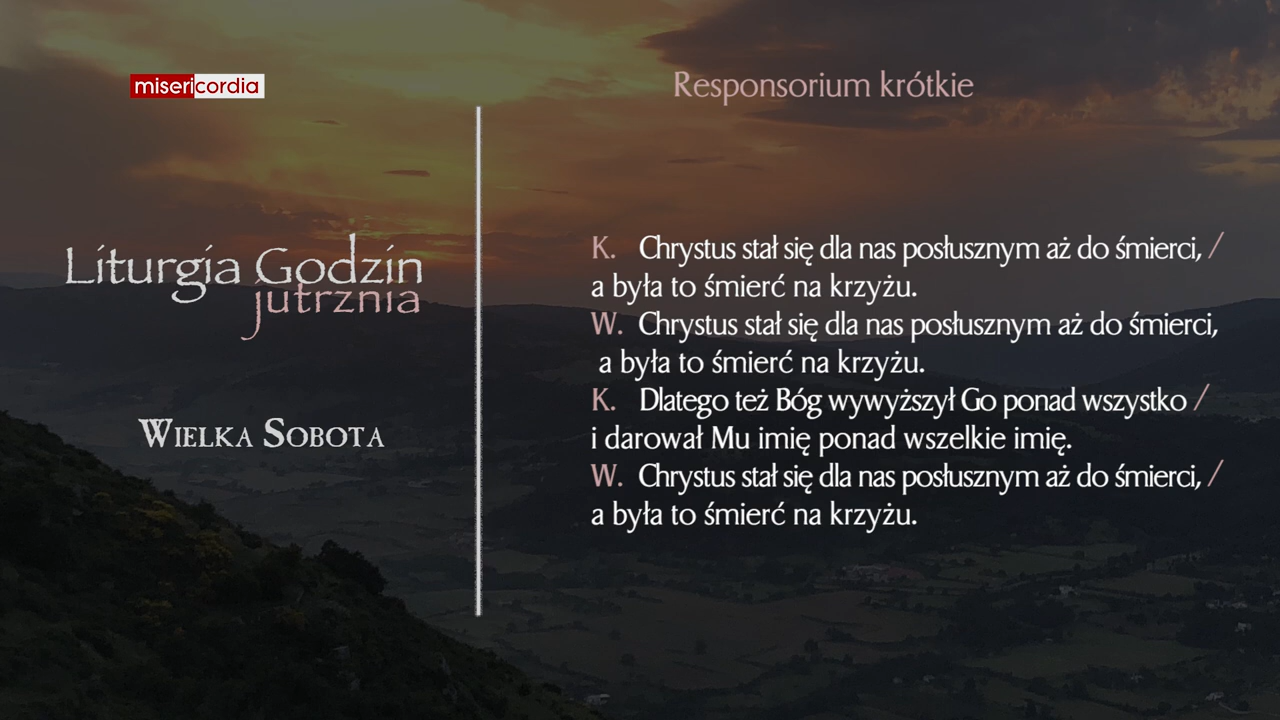 misericordia
Liturgia Godzin
jutrznia
Wielka Sobota
Responsorium krótkie
K. Chrystus stał się dla nas posłusznym aż do śmierci, /
a była to śmierć na krzyżu.
W. Chrystus stał się dla nas posłusznym aż do śmierci,
a była to śmierć na krzyżu.
K. Dlatego też Bóg wywyższył Go ponad wszystko /
i darował Mu imię ponad wszelkie imię.
W. Chrystus stał się dla nas posłusznym aż do śmierci, /
a była to śmierć na krzyżu.